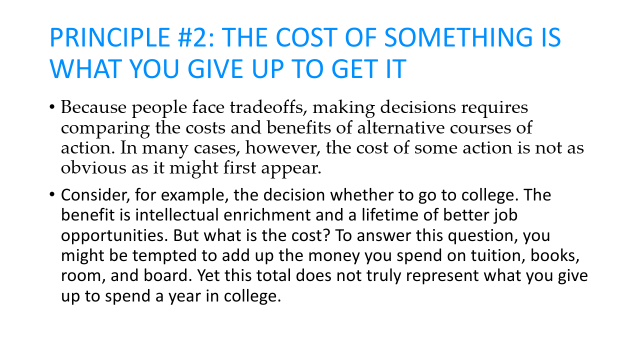 PRINCIPLE #2: THE COST OF SOMETHING IS
WHAT YOU GIVE UP TO GET IT
• Because people face tradeoffs, making decisions requires
comparing the costs and benefits of alternative courses of
action. In many cases, however, the cost of some action is not as
obvious as it might first appear.
• Consider, for example, the decision whether to go to college. The
benefit is intellectual enrichment and a lifetime of better job
opportunities. But what is the cost? To answer this question, you
might be tempted to add up the money you spend on tuition, books,
room, and board. Yet this total does not truly represent what you give
up to spend a year in college.